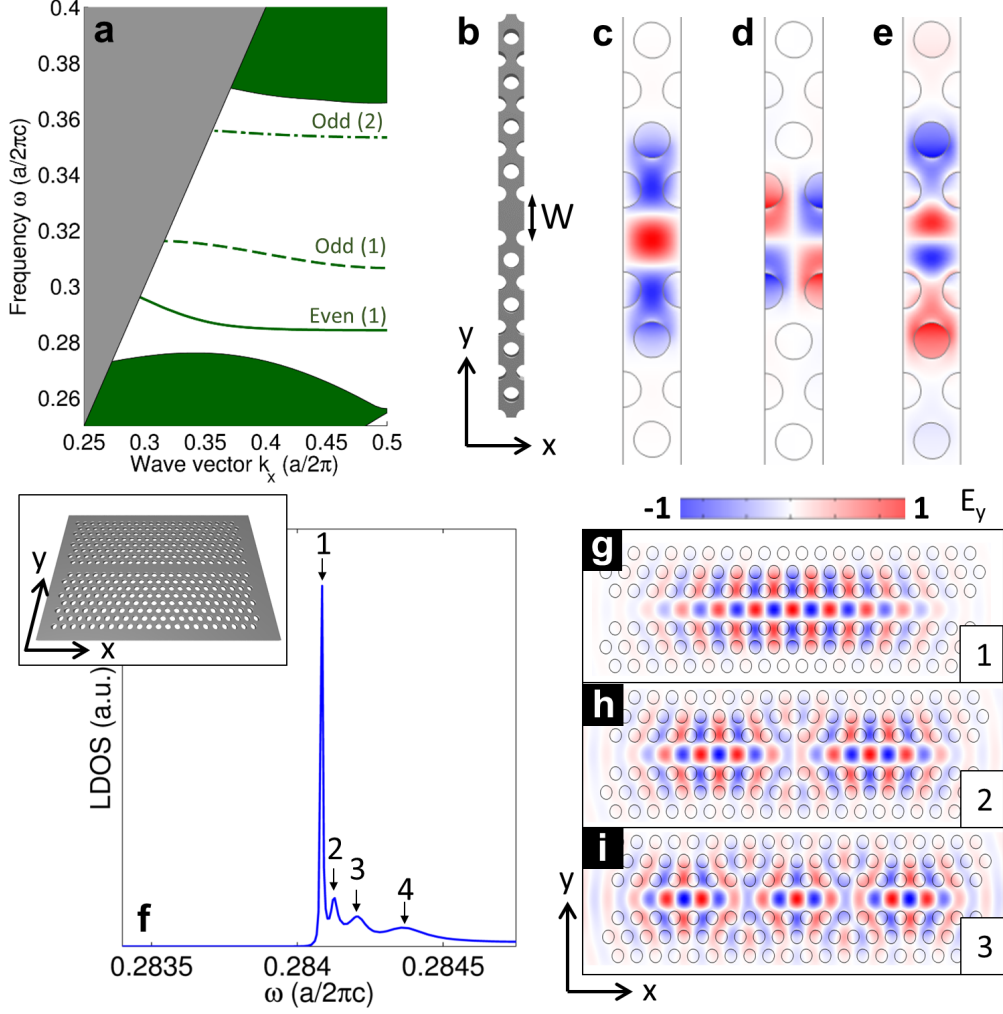 a
0.4
0.38
0.36
0.34
0.32
0.3
0.28
0.26
Frequency ω (a/2πc)
Odd (2)
Odd (1)
Even (1)
0.25
0.3
0.35
0.4
0.45
0.5
Wave vector k_x (a/2π)
b
W
y
x
c
d
e
-1
1
E_y
y
x
f
1
2
3
4
LDOS (a.u.)
0.2835
0.284
0.2845
ω (a/2πc)
g
1
h
2
i
3
y
x